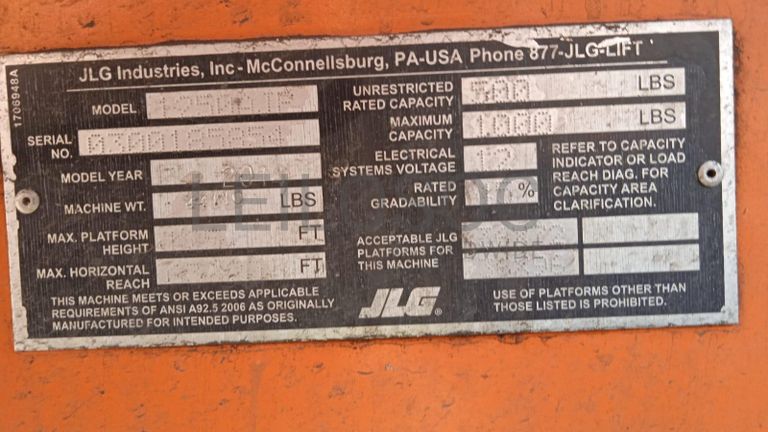 JLG Industries, Inc - McConnellsburg, PA-USA Phone 877-JLG-LIFT
1706948A
MODEL
SERIAL
NO.
MODEL YEAR
MACHINE WT. LBS
MAX. PLATFORM
HEIGHT FT
MAX. HORIZONTAL
REACH FT
THIS MACHINE MEETS OR EXCEEDS APPLICABLE
REQUIREMENTS OF ANSI A92.5 2006 AS ORIGINALLY
MANUFACTURED FOR INTENDED PURPOSES.
UNRESTRICTED
RATED CAPACITY 500 LBS
MAXIMUM
CAPACITY 1000 LBS
ELECTRICAL
SYSTEMS VOLTAGE 12
RATED
GRADABILITY %
REFER TO CAPACITY
INDICATOR OR LOAD
REACH DIAG. FOR
CAPACITY AREA
CLARIFICATION.
ACCEPTABLE JLG
PLATFORMS FOR
THIS MACHINE
JLG®
USE OF PLATFORMS OTHER THAN
THOSE LISTED IS PROHIBITED.